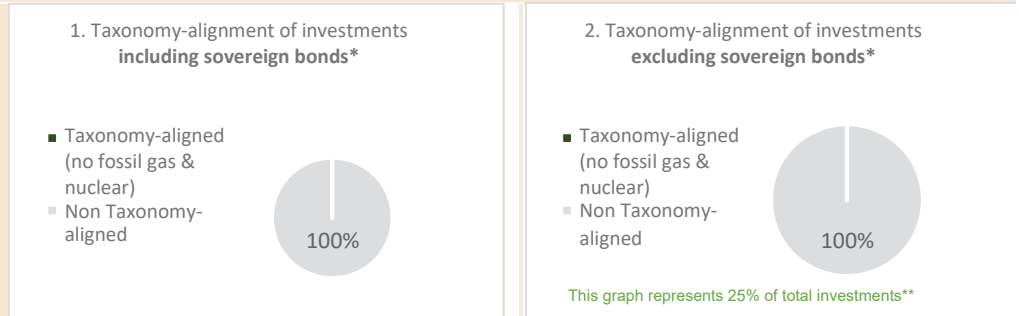 1. Taxonomy-alignment of investments
including sovereign bonds*
Taxonomy-aligned
(no fossil gas &
nuclear)
Non Taxonomy-
aligned
100%
2. Taxonomy-alignment of investments
excluding sovereign bonds*
Taxonomy-aligned
(no fossil gas &
nuclear)
Non Taxonomy-
aligned
100%
This graph represents 25% of total investments**